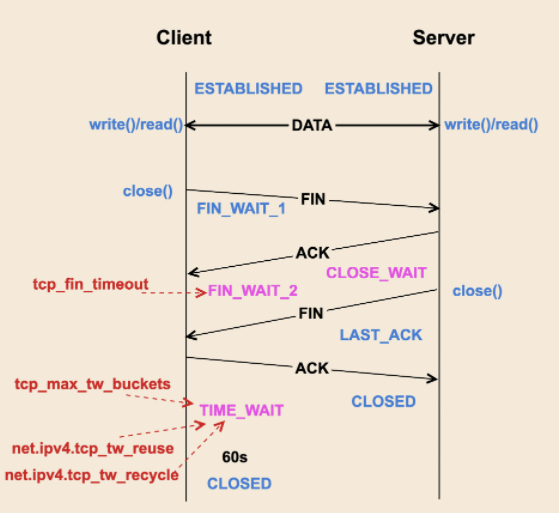 Client
Server
ESTABLISHED
ESTABLISHED
write()/read()
DATA
write()/read()
close()
FIN
FIN_WAIT_1
ACK
CLOSE_WAIT
tcp_fin_timeout
FIN_WAIT_2
close()
FIN
LAST_ACK
ACK
tcp_max_tw_buckets
CLOSED
TIME_WAIT
net.ipv4.tcp_tw_reuse
60s
net.ipv4.tcp_tw_recycle
CLOSED